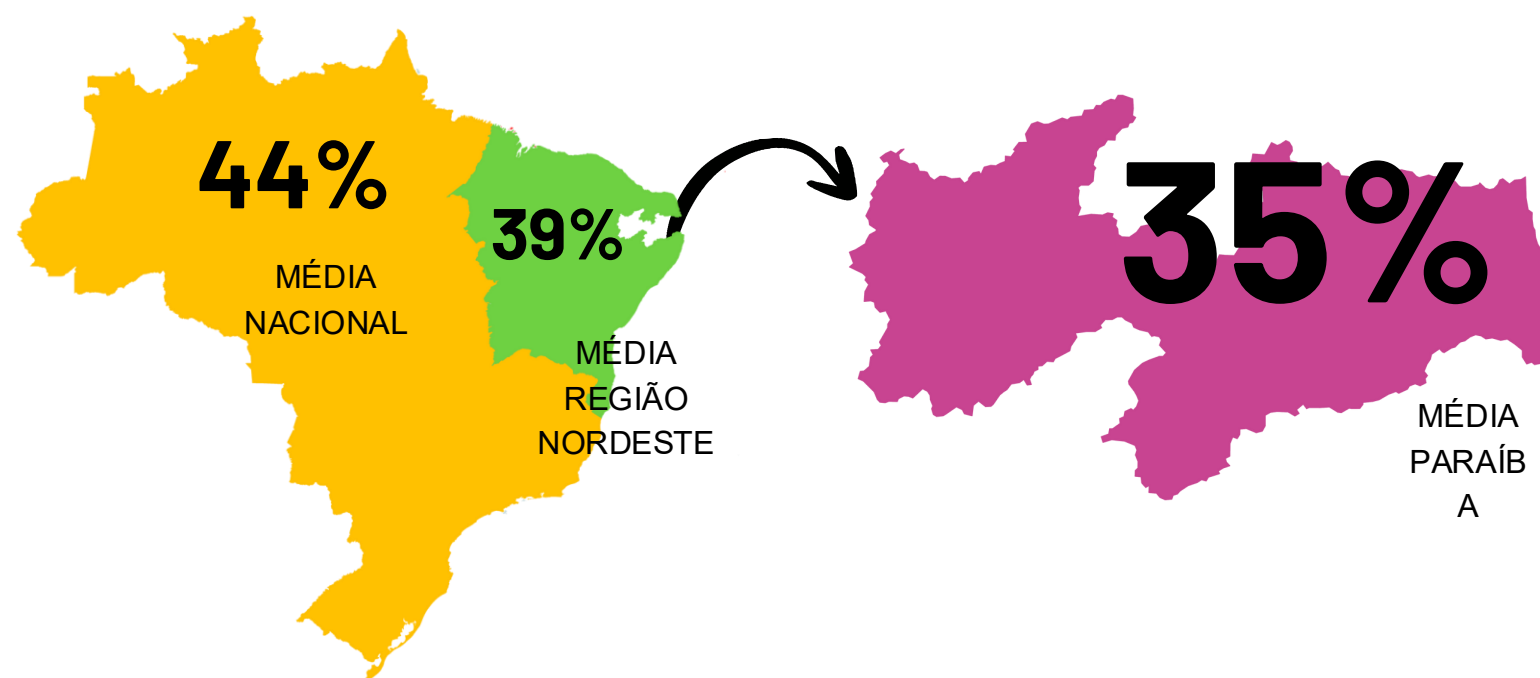 44%
MÉDIA
NACIONAL
39%
MÉDIA
REGIÃO
NORDESTE
35%
MÉDIA
PARAÍB
A